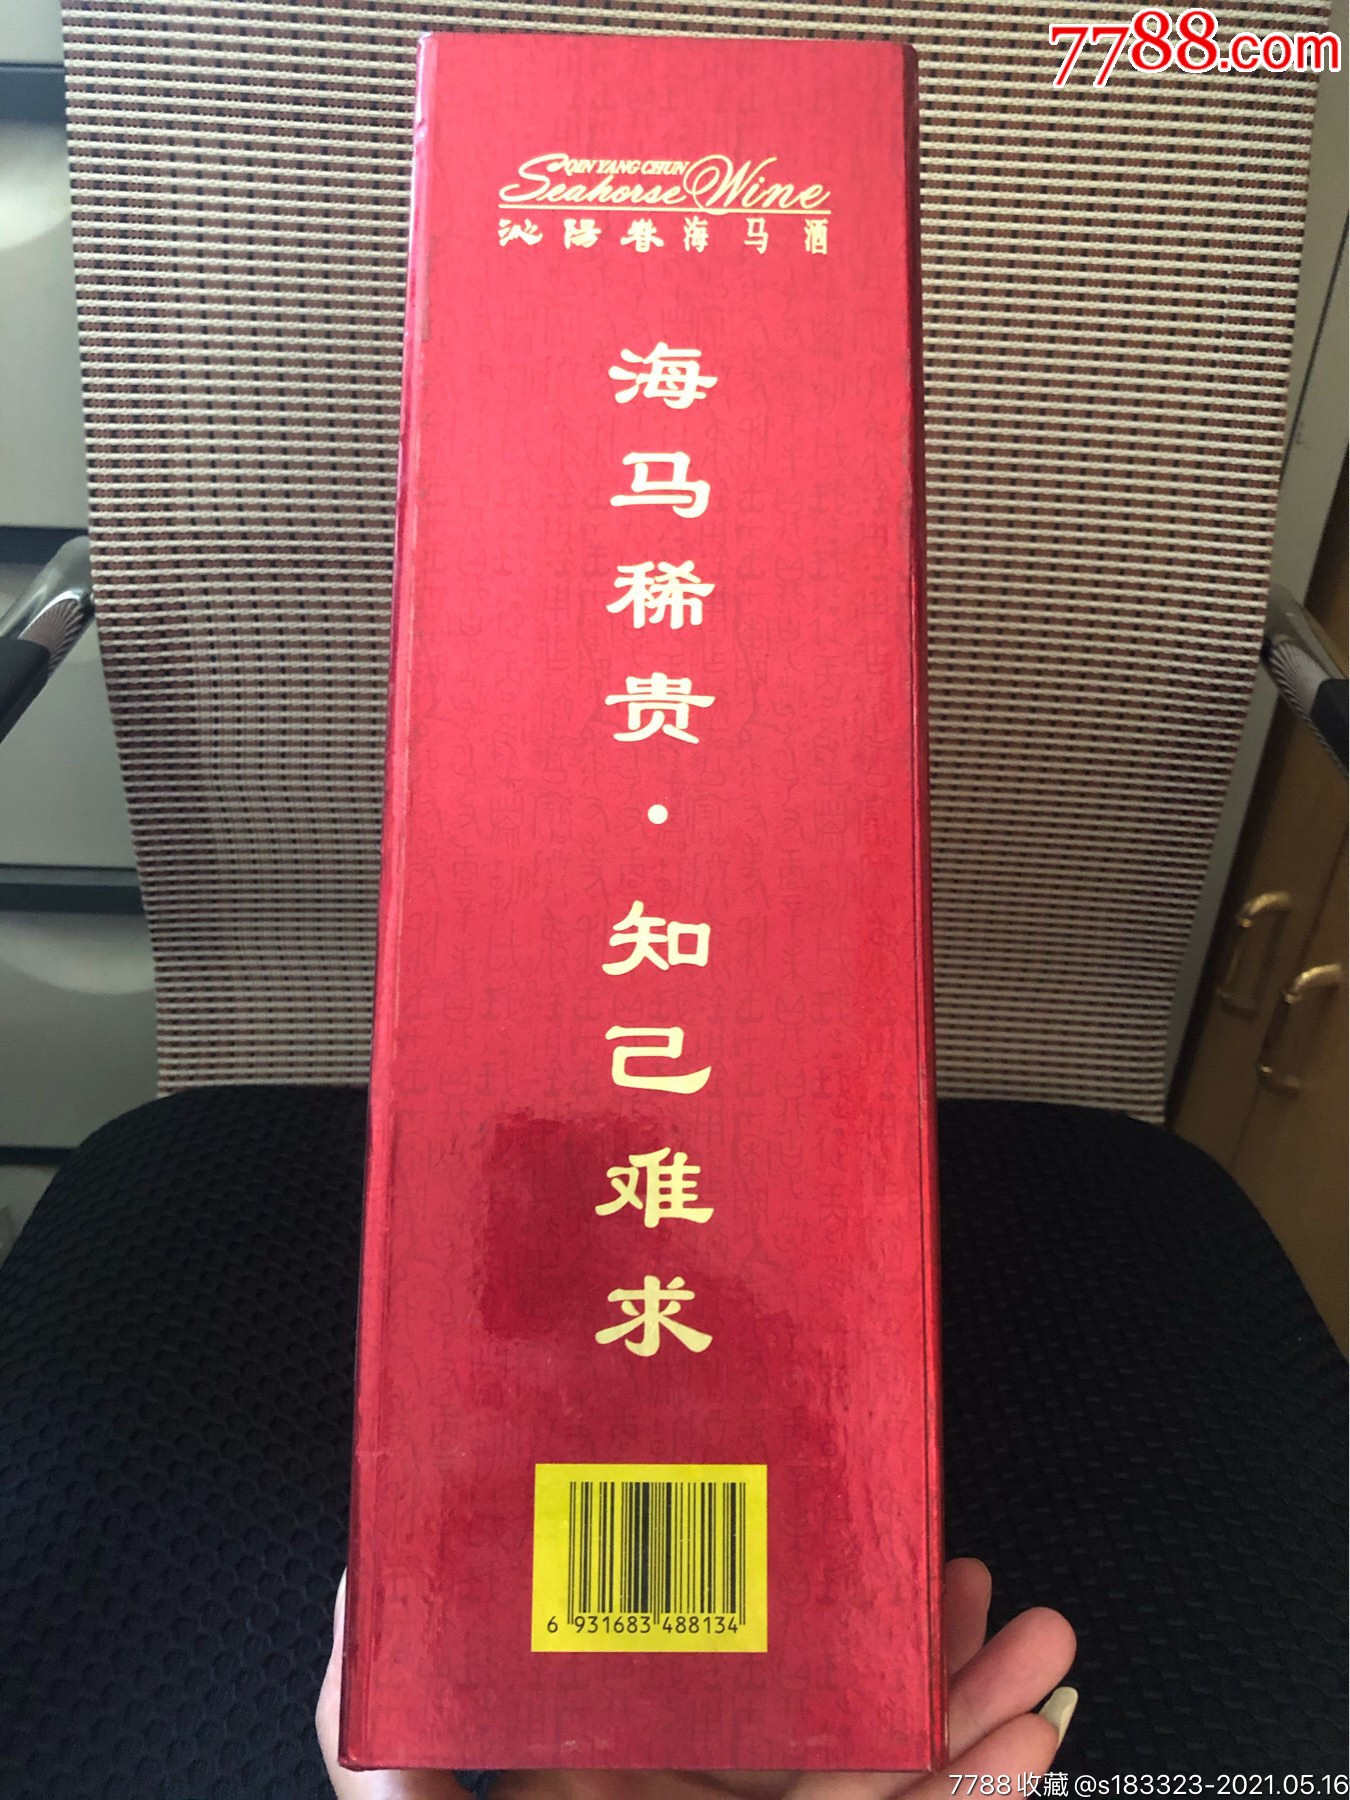 7788.com
QIN YANG CHUN
Seahorse Wine
沁阳春海马酒
海马稀贵·知己难求
6 931683 488134
7788收藏@s183323-2021.05.16